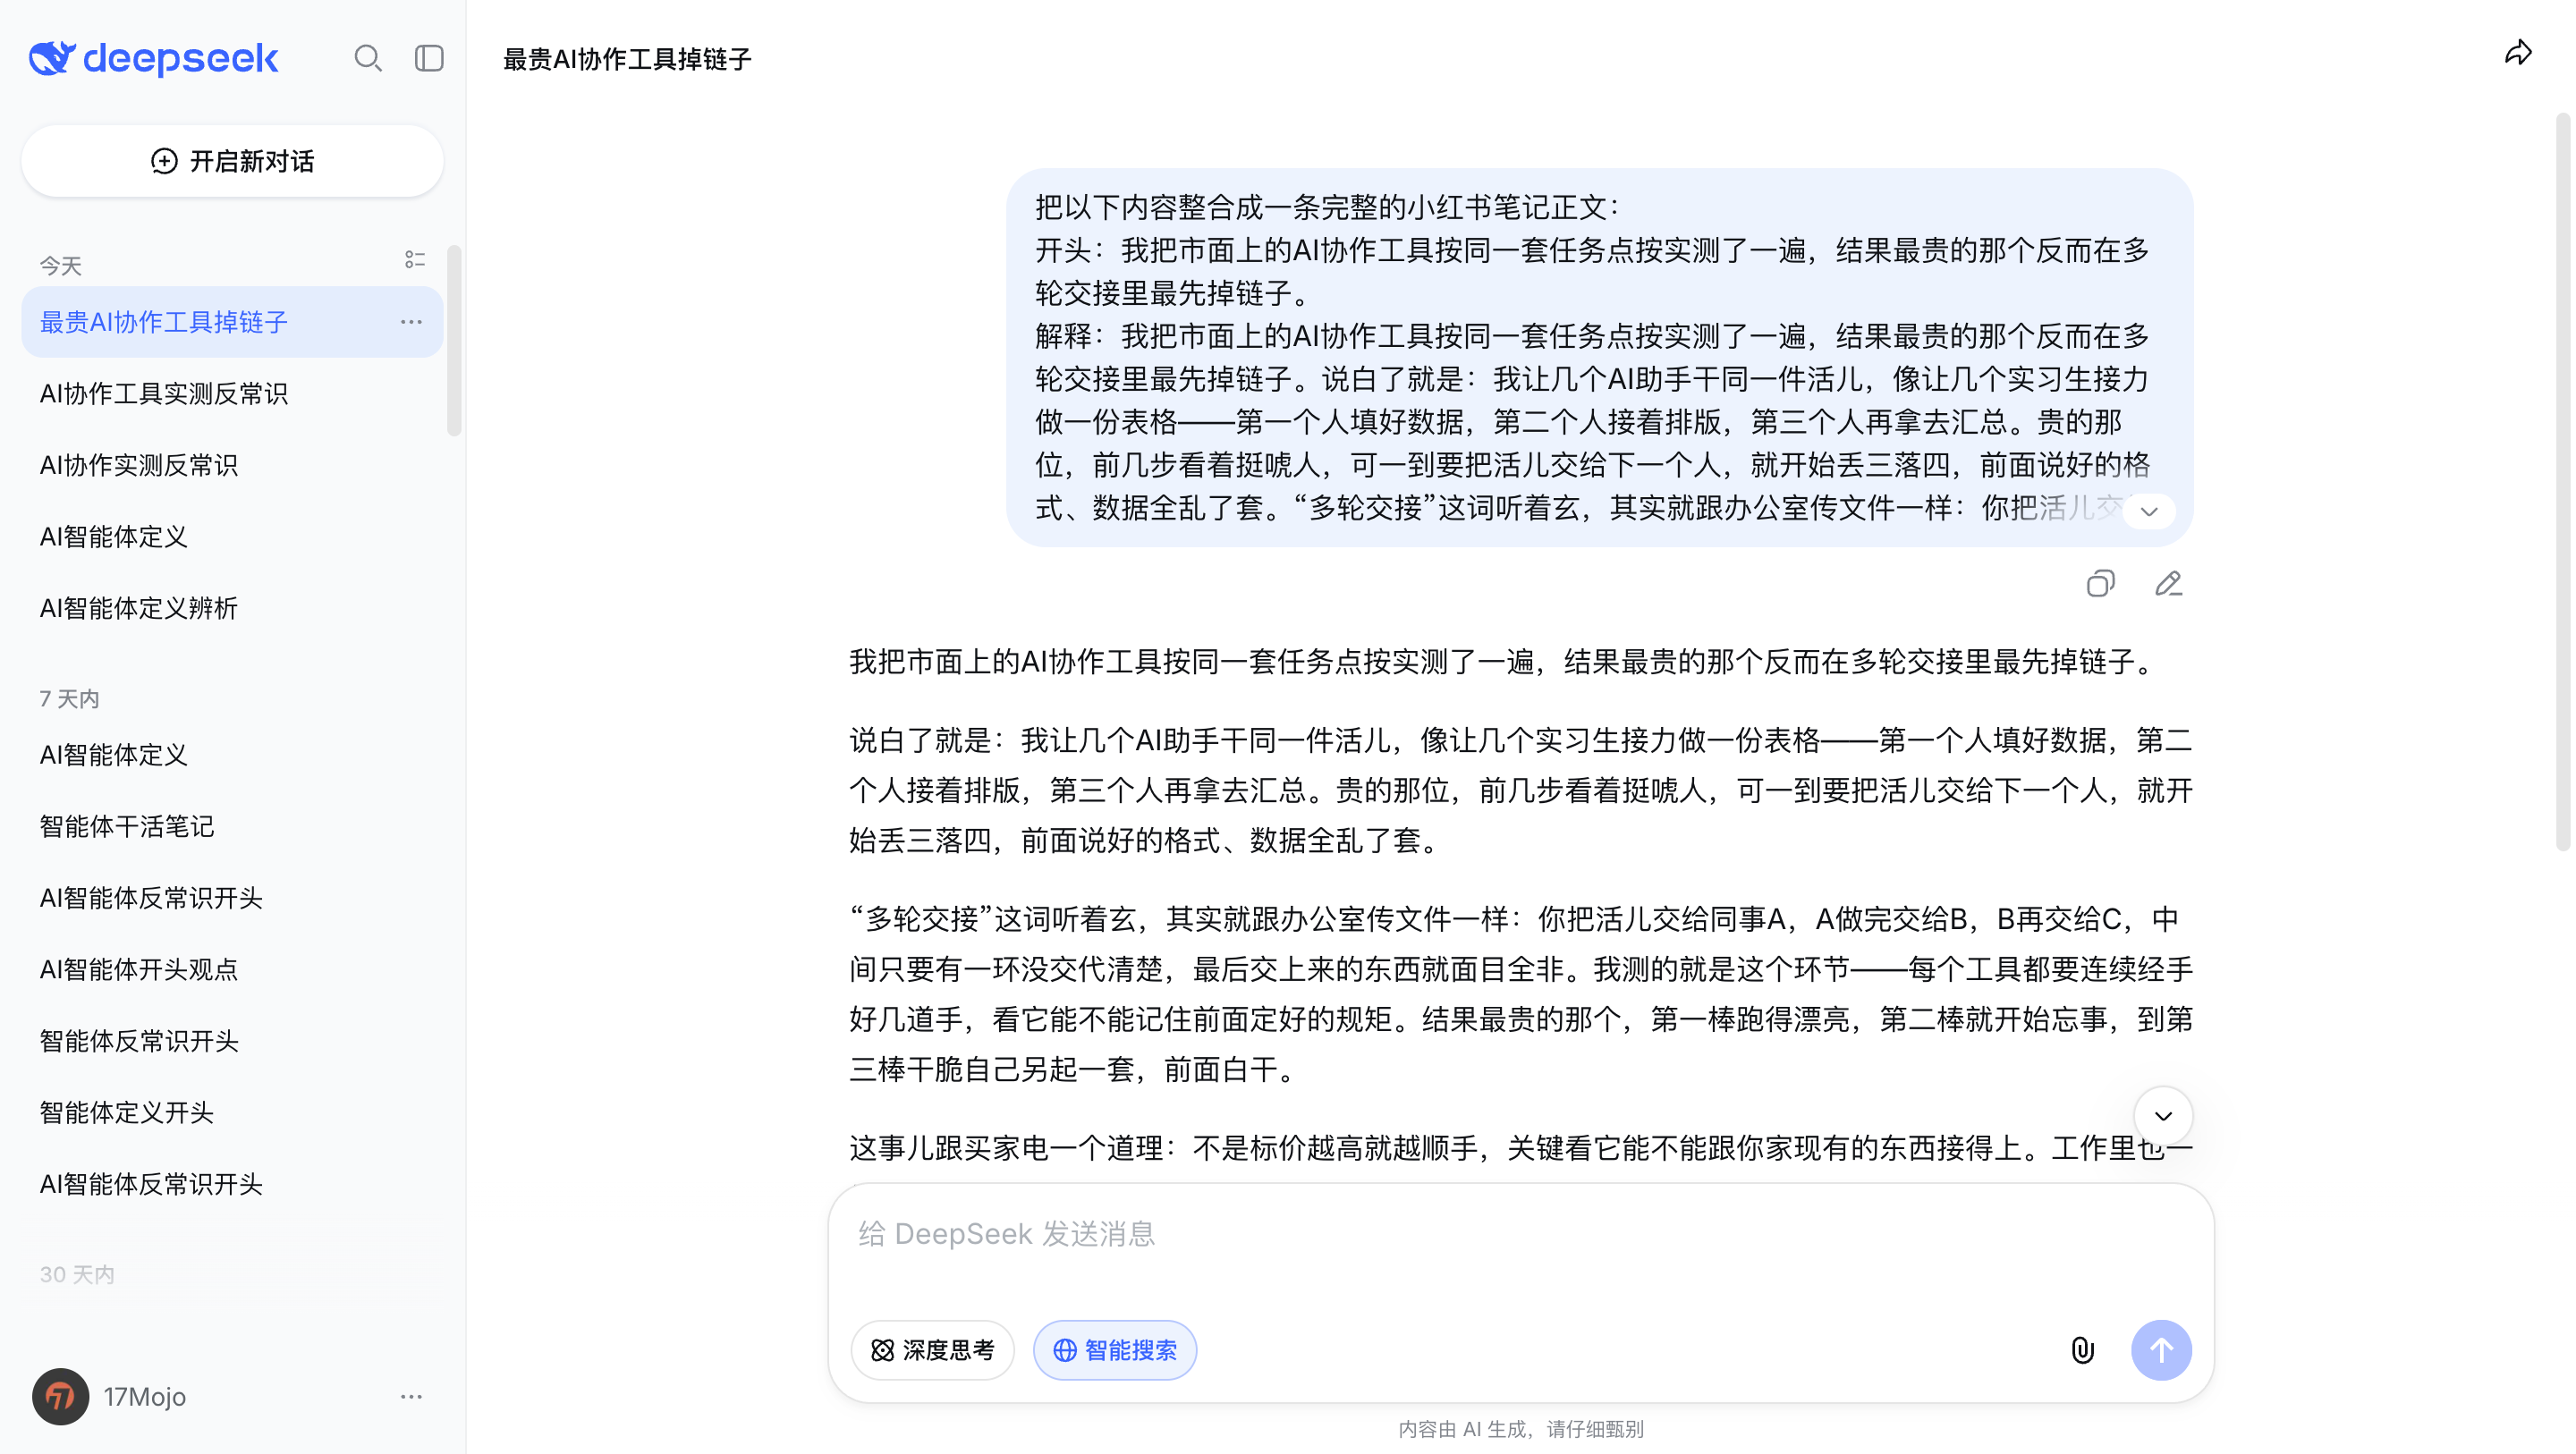 deepseek
开启新对话
今天
最贵AI协作工具掉链子
AI协作工具实测反常识
AI协作实测反常识
AI智能体定义
AI智能体定义辨析
7 天内
AI智能体定义
智能体干活笔记
AI智能体反常识开头
AI智能体开头观点
智能体反常识开头
智能体定义开头
AI智能体反常识开头
30 天内
17Mojo
最贵AI协作工具掉链子
把以下内容整合成一条完整的小红书笔记正文：
开头：我把市面上的AI协作工具按同一套任务点按实测了一遍，结果最贵的那个反而在多
轮交接里最先掉链子。
解释：我把市面上的AI协作工具按同一套任务点按实测了一遍，结果最贵的那个反而在多
轮交接里最先掉链子。说白了就是：我让几个AI助手干同一件活儿，像让几个实习生接力
做一份表格——第一个人填好数据，第二个人接着排版，第三个人再拿去汇总。贵的那
位，前几步看着挺唬人，可一到要把活儿交给下一个人，就开始丢三落四，前面说好的格
式、数据全乱了套。“多轮交接”这词听着玄，其实就跟办公室传文件一样：你把活儿交
我把市面上的AI协作工具按同一套任务点按实测了一遍，结果最贵的那个反而在多轮交接里最先掉链子。
说白了就是：我让几个AI助手干同一件活儿，像让几个实习生接力做一份表格——第一个人填好数据，第二
个人接着排版，第三个人再拿去汇总。贵的那位，前几步看着挺唬人，可一到要把活儿交给下一个人，就开
始丢三落四，前面说好的格式、数据全乱了套。
“多轮交接”这词听着玄，其实就跟办公室传文件一样：你把活儿交给同事A，A做完交给B，B再交给C，中
间只要有一环没交代清楚，最后交上来的东西就面目全非。我测的就是这个环节——每个工具都要连续经手
好几道手，看它能不能记住前面定好的规矩。结果最贵的那个，第一棒跑得漂亮，第二棒就开始忘事，到第
三棒干脆自己另起一套，前面白干。
这事儿跟买家电一个道理：不是标价越高就越顺手，关键看它能不能跟你家现有的东西接得上。工作里也一
给 DeepSeek 发送消息
深度思考
智能搜索
内容由 AI 生成，请仔细甄别